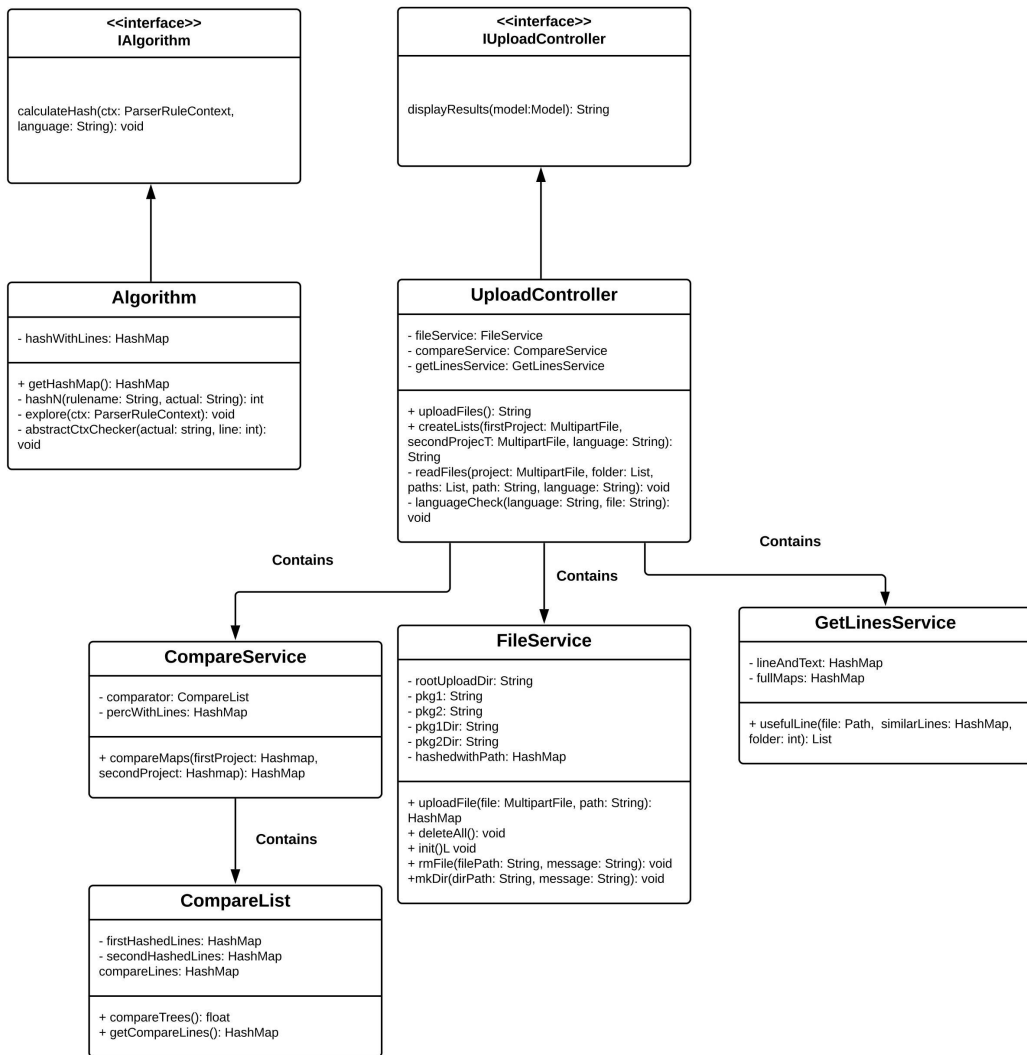 <<interface>>
IAlgorithm
calculateHash(ctx: ParserRuleContext,
language: String): void
<<interface>>
IUploadController
displayResults(model:Model): String
Algorithm
- hashWithLines: HashMap
+ getHashMap(): HashMap
- hashN(rulename: String, actual: String): int
- explore(ctx: ParserRuleContext): void
- abstractCtxChecker(actual: string, line: int):
void
UploadController
- fileService: FileService
- compareService: CompareService
- getLinesService: GetLinesService
+ uploadFiles(): String
+ createLists(firstProject: MultipartFile,
secondProjecT: MultipartFile, language: String):
String
- readFiles(project: MultipartFile, folder: List,
paths: List, path: String, language: String): void
- languageCheck(language: String, file: String):
void
Contains
Contains
Contains
CompareService
- comparator: CompareList
- percWithLines: HashMap
+ compareMaps(firstProject: Hashmap,
secondProject: Hashmap): HashMap
FileService
- rootUploadDir: String
- pkg1: String
- pkg2: String
- pkg1Dir: String
- pkg2Dir: String
- hashedwithPath: HashMap
+ uploadFile(file: MultipartFile, path: String):
HashMap
+ deleteAll(): void
+ init()L void
+ rmFile(filePath: String, message: String): void
+mkDir(dirPath: String, message: String): void
GetLinesService
- lineAndText: HashMap
- fullMaps: HashMap
+ usefulLine(file: Path, similarLines: HashMap,
folder: int): List
Contains
CompareList
- firstHashedLines: HashMap
- secondHashedLines: HashMap
compareLines: HashMap
+ compareTrees(): float
+ getCompareLines(): HashMap